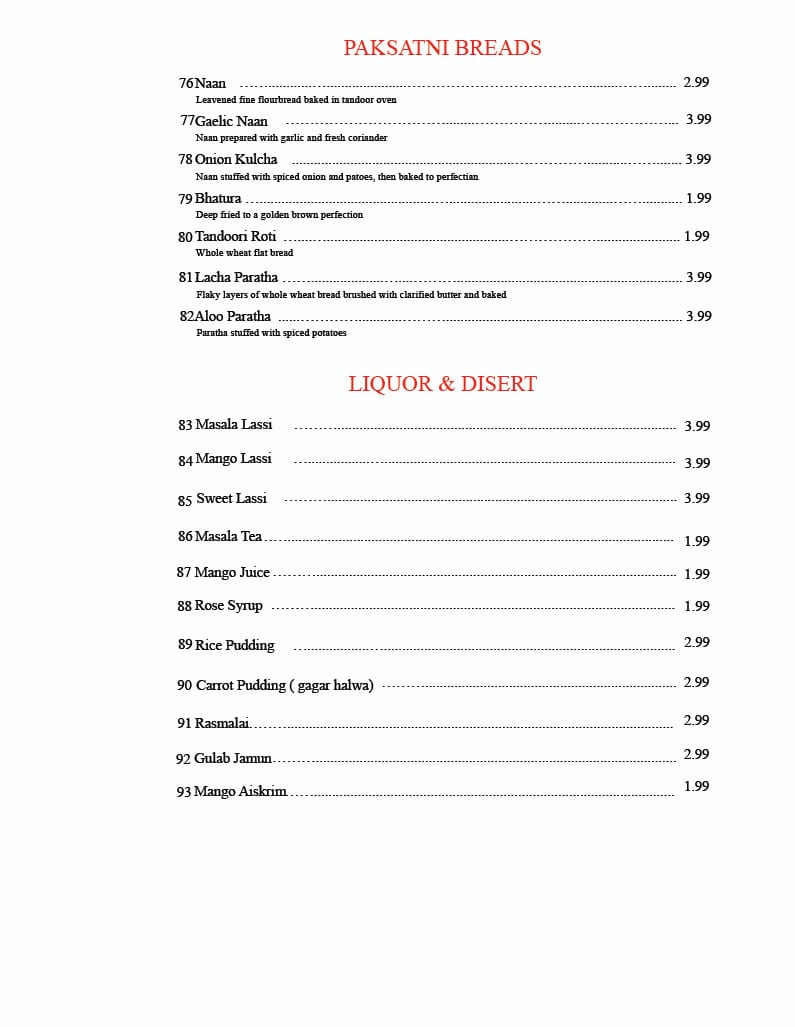 PAKSATNI BREADS
76 Naan ........ 2.99
Leavened fine flourbread baked in tandoor oven
77 Gaelic Naan ........ 3.99
Naan prepared with garlic and fresh coriander
78 Onion Kulcha ........ 3.99
Naan stuffed with spiced onion and patoes, then baked to perfectian
79 Bhatura ........ 1.99
Deep fried to a golden brown perfection
80 Tandoori Roti ........ 1.99
Whole wheat flat bread
81 Lacha Paratha ........ 3.99
Flaky layers of whole wheat bread brushed with clarified butter and baked
82 Aloo Paratha ........ 3.99
Paratha stuffed with spiced potatoes
LIQUOR & DISERT
83 Masala Lassi ........ 3.99
84 Mango Lassi ........ 3.99
85 Sweet Lassi ........ 3.99
86 Masala Tea ........ 1.99
87 Mango Juice ........ 1.99
88 Rose Syrup ........ 1.99
89 Rice Pudding ........ 2.99
90 Carrot Pudding ( gagar halwa) ........ 2.99
91 Rasmalai ........ 2.99
92 Gulab Jamun ........ 2.99
93 Mango Aiskrim ........ 1.99